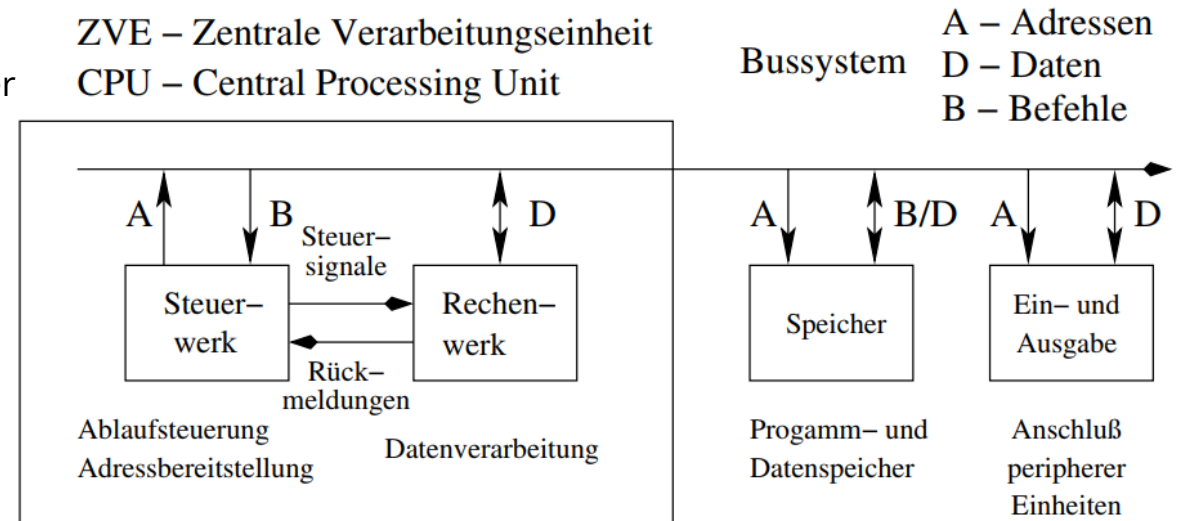 ZVE – Zentrale Verarbeitungseinheit
r CPU – Central Processing Unit
Bussystem
A – Adressen
D – Daten
B – Befehle
A
B
D
A
B/D
A
D
Steuer–
signale
Steuer–
werk
Rechen–
werk
Rück–
meldungen
Speicher
Ein– und
Ausgabe
Ablaufsteuerung
Adressbereitstellung
Datenverarbeitung
Progamm– und
Datenspeicher
Anschluß
peripherer
Einheiten